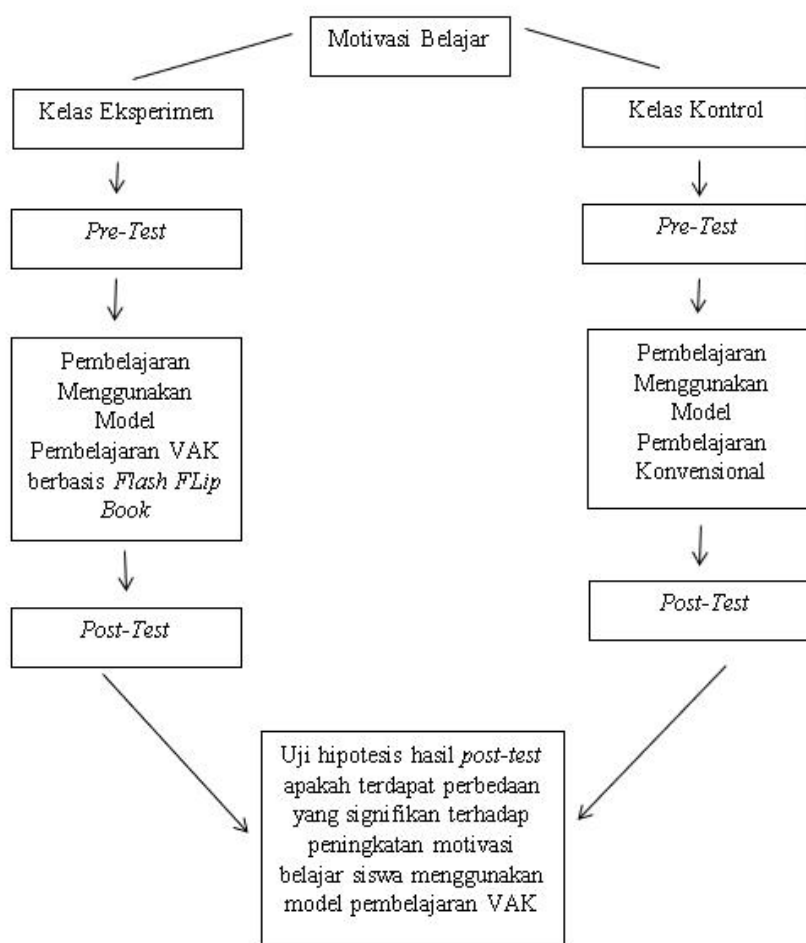 Motivasi Belajar
Kelas Eksperimen
Kelas Kontrol
Pre-Test
Pre-Test
Pembelajaran
Menggunakan
Model
Pembelajaran VAK
berbasis Flash FLip
Book
Pembelajaran
Menggunakan
Model
Pembelajaran
Konvensional
Post-Test
Post-Test
Uji hipotesis hasil post-test
apakah terdapat perbedaan
yang signifikan terhadap
peningkatan motivasi
belajar siswa menggunakan
model pembelajaran VAK